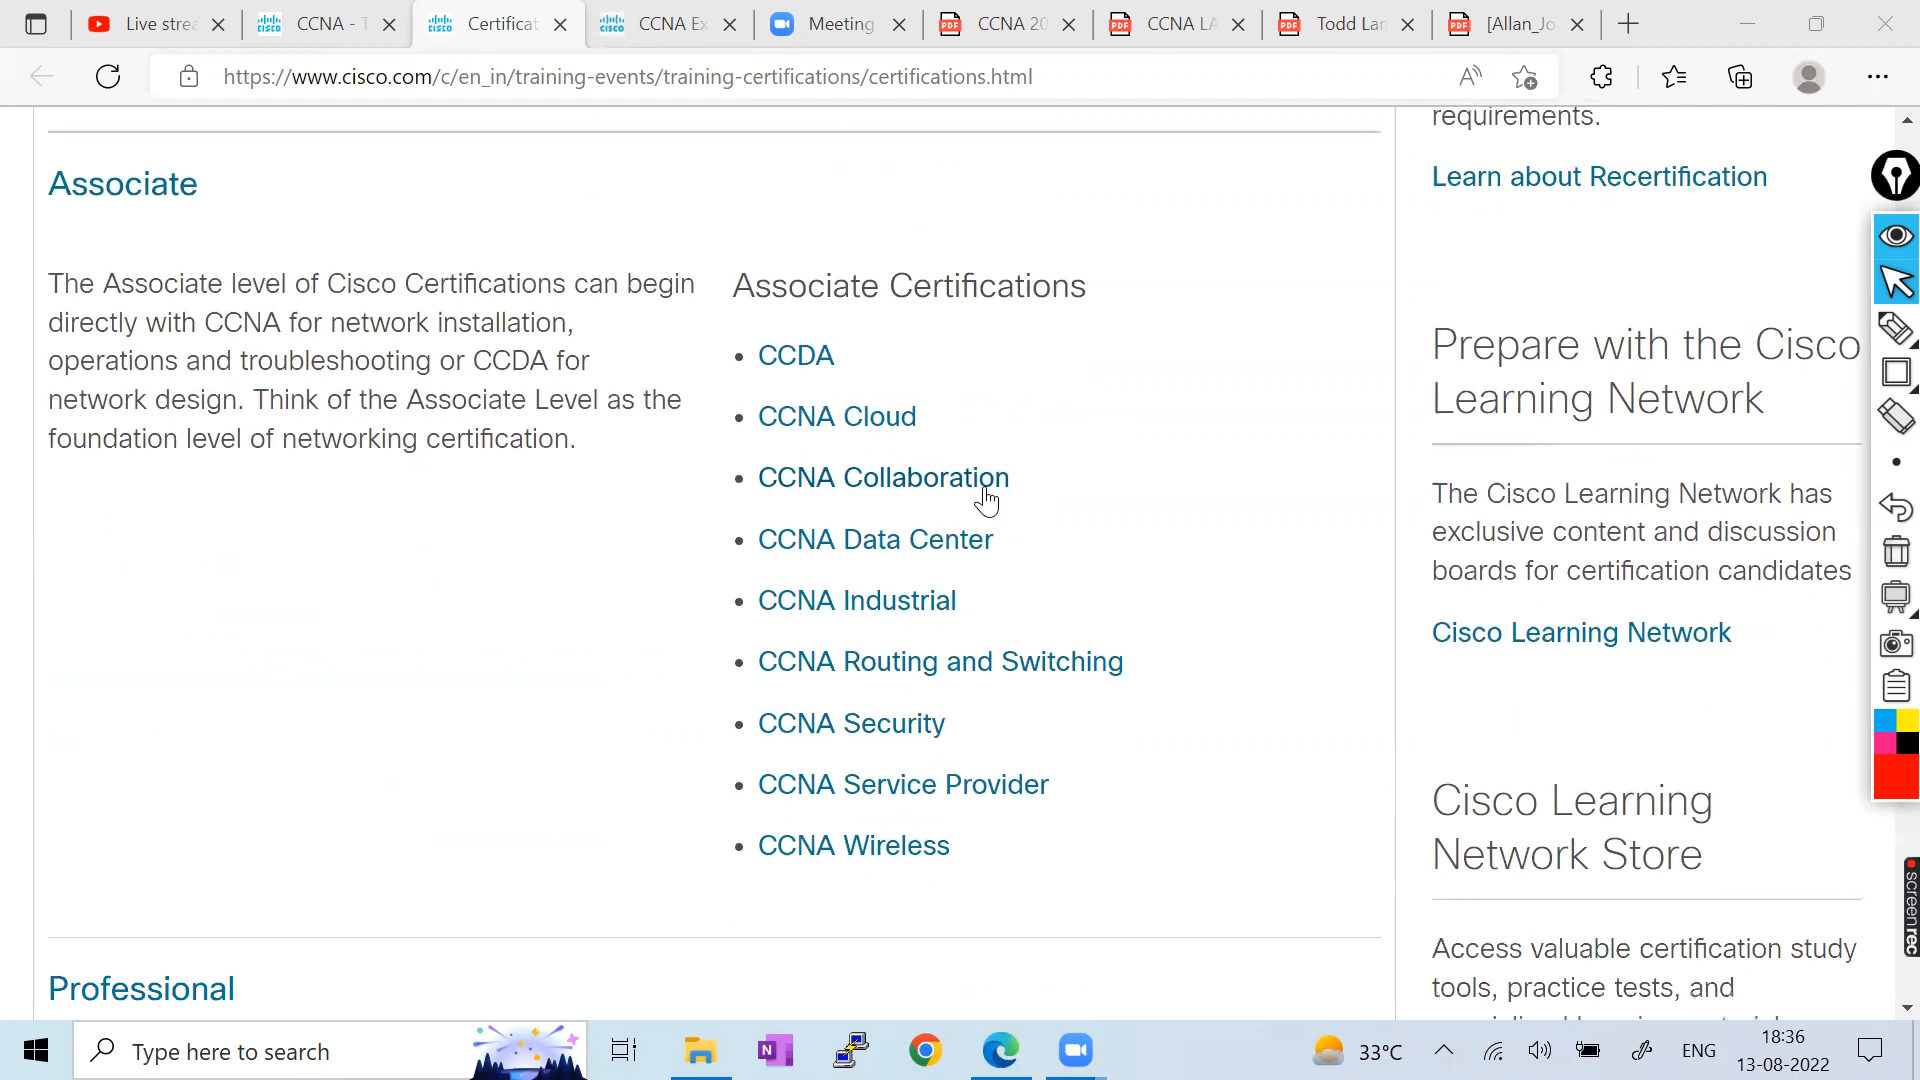 Live strea
CCNA - T
Certificat
CCNA Ex
Meeting
CCNA 20
CCNA LA
Todd Lan
[Allan_Jo
https://www.cisco.com/c/en_in/training-events/training-certifications/certifications.html
requirements.
Learn about Recertification
Associate
The Associate level of Cisco Certifications can begin
directly with CCNA for network installation,
operations and troubleshooting or CCDA for
network design. Think of the Associate Level as the
foundation level of networking certification.
Associate Certifications
• CCDA
• CCNA Cloud
• CCNA Collaboration
• CCNA Data Center
• CCNA Industrial
• CCNA Routing and Switching
• CCNA Security
• CCNA Service Provider
• CCNA Wireless
Professional
Prepare with the Cisco
Learning Network
The Cisco Learning Network has
exclusive content and discussion
boards for certification candidates
Cisco Learning Network
Cisco Learning
Network Store
Access valuable certification study
tools, practice tests, and
screenrec
Type here to search
33°C
ENG
18:36
13-08-2022